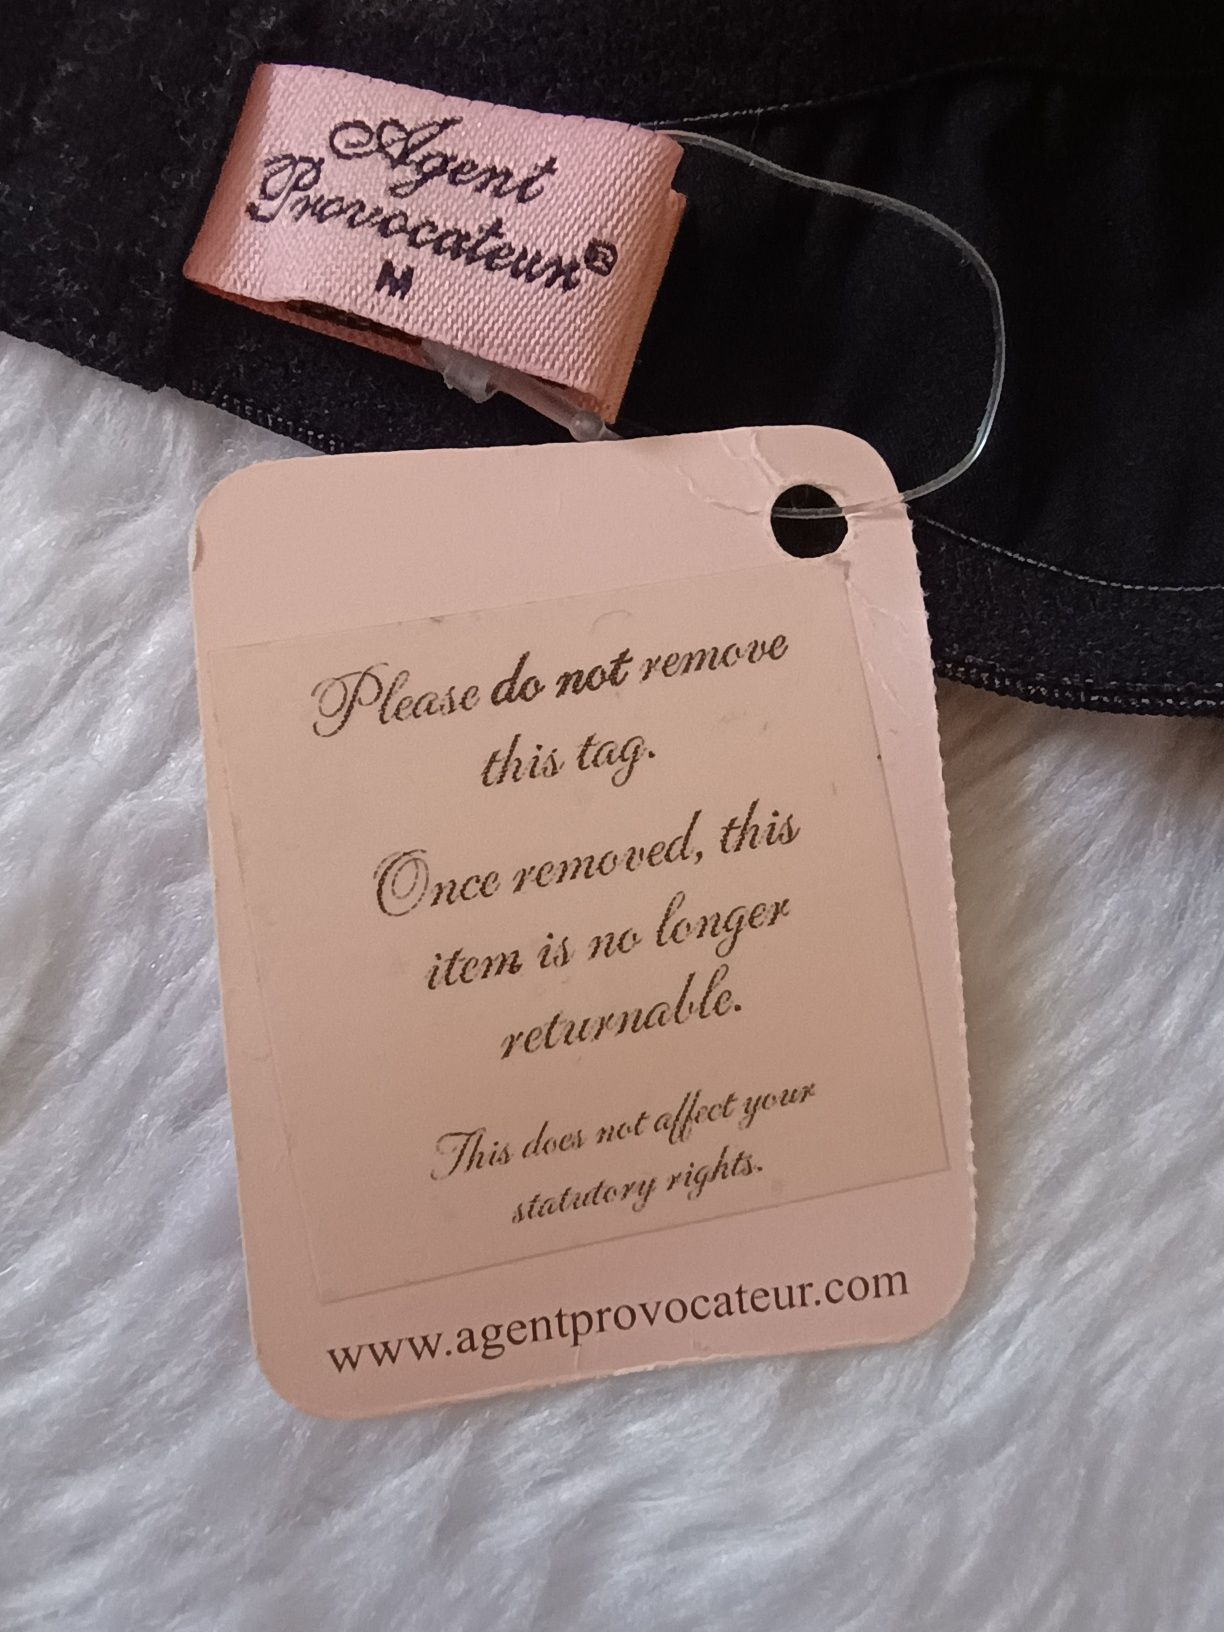 Agent
Provocateur®
M
Please do not remove
this tag.
Once removed, this
item is no longer
returnable.
This does not affect your
statutory rights.
www.agentprovocateur.com